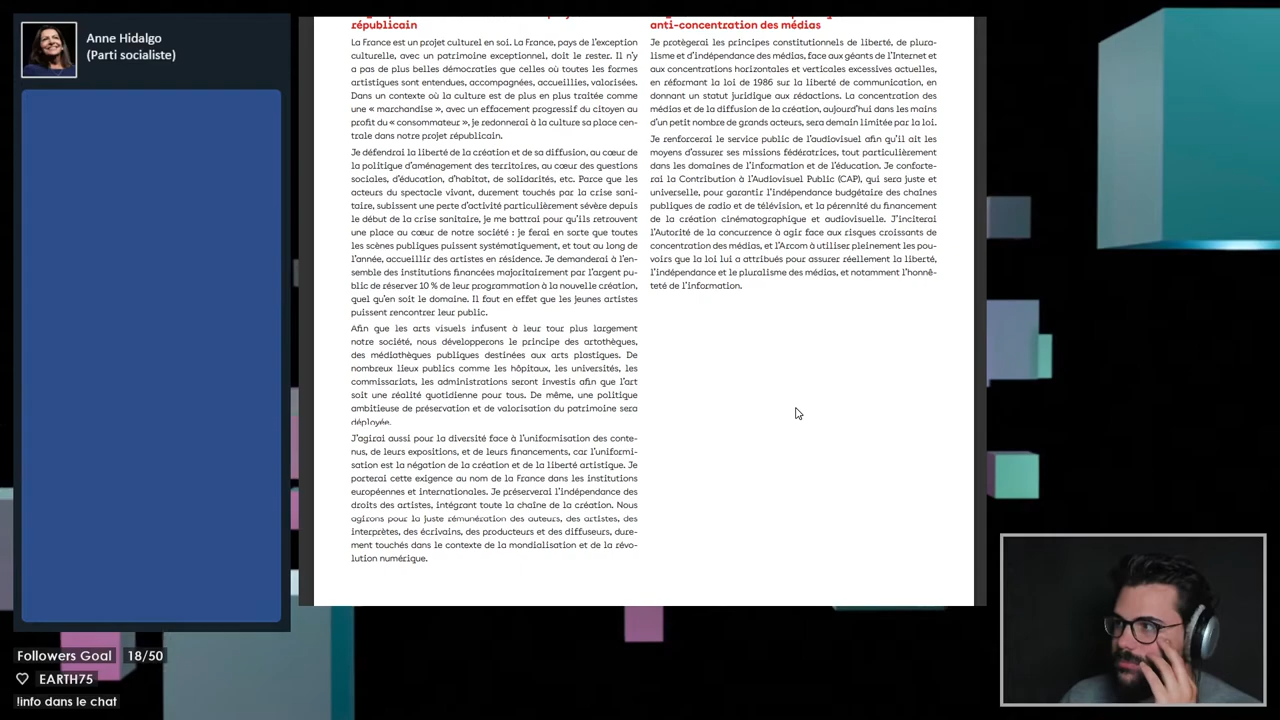 Anne Hidalgo
(Parti socialiste)
républicain
La France est un projet culturel en soi. La France, pays de l'exception
culturelle, avec un patrimoine exceptionnel, doit le rester. Il n'y
a pas de plus belles démocraties que celles où toutes les formes
artistiques sont entendues, accompagnées, accueillies, valorisées.
Dans un contexte où la culture est de plus en plus traitée comme
une « marchandise », avec un effacement progressif du citoyen au
profit du « consommateur », je redonnerai à la culture sa place cen-
trale dans notre projet républicain.
Je défendrai la liberté de la création et de sa diffusion, au cœur de
la politique d'aménagement des territoires, au cœur des questions
sociales, d'éducation, d'habitat, de solidarités, etc. Parce que les
acteurs du spectacle vivant, durement touchés par la crise sani-
taire, subissent une perte d'activité particulièrement sévère depuis
le début de la crise sanitaire, je me battrai pour qu'ils retrouvent
une place au cœur de notre société : je ferai en sorte que toutes
les scènes publiques puissent systématiquement, et tout au long de
l'année, accueillir des artistes en résidence. Je demanderai à l'en-
semble des institutions financées majoritairement par l'argent pu-
blic de réserver 10 % de leur programmation à la nouvelle création,
quel qu'en soit le domaine. Il faut en effet que les jeunes artistes
puissent rencontrer leur public.
Afin que les arts visuels infusent à leur tour plus largement
notre société, nous développerons le principe des artothèques,
des médiathèques publiques destinées aux arts plastiques. De
nombreux lieux publics comme les hôpitaux, les universités, les
commissariats, les administrations seront investis afin que l'art
soit une réalité quotidienne pour tous. De même, une politique
ambitieuse de préservation et de valorisation du patrimoine sera
déployée.
J'agirai aussi pour la diversité face à l'uniformisation des conte-
nus, de leurs expositions, et de leurs financements, car l'uniformi-
sation est la négation de la création et de la liberté artistique. Je
porterai cette exigence au nom de la France dans les institutions
européennes et internationales. Je préserverai l'indépendance des
droits des artistes, intégrant toute la chaîne de la création. Nous
agirons pour la juste rémunération des auteurs, des artistes, des
interprètes, des écrivains, des producteurs et des diffuseurs, dure-
ment touchés dans le contexte de la mondialisation et de la révo-
lution numérique.
anti-concentration des médias
Je protègerai les principes constitutionnels de liberté, de plura-
lisme et d'indépendance des médias, face aux géants de l'Internet et
aux concentrations horizontales et verticales excessives actuelles,
en réformant la loi de 1986 sur la liberté de communication, en
donnant un statut juridique aux rédactions. La concentration des
médias et de la diffusion de la création, aujourd'hui dans les mains
d'un petit nombre de grands acteurs, sera demain limitée par la loi.
Je renforcerai le service public de l'audiovisuel afin qu'il ait les
moyens d'assurer ses missions fédératrices, tout particulièrement
dans les domaines de l'information et de l'éducation. Je conforte-
rai la Contribution à l'Audiovisuel Public (CAP), qui sera juste et
universelle, pour garantir l'indépendance budgétaire des chaînes
publiques de radio et de télévision, et la pérennité du financement
de la création cinématographique et audiovisuelle. J'inciterai
l'Autorité de la concurrence à agir face aux risques croissants de
concentration des médias, et l'Arcom à utiliser pleinement les pou-
voirs que la loi lui a attribués pour assurer réellement la liberté,
l'indépendance et le pluralisme des médias, et notamment l'honnê-
teté de l'information.
Followers Goal 18/50
EARTH75
!info dans le chat